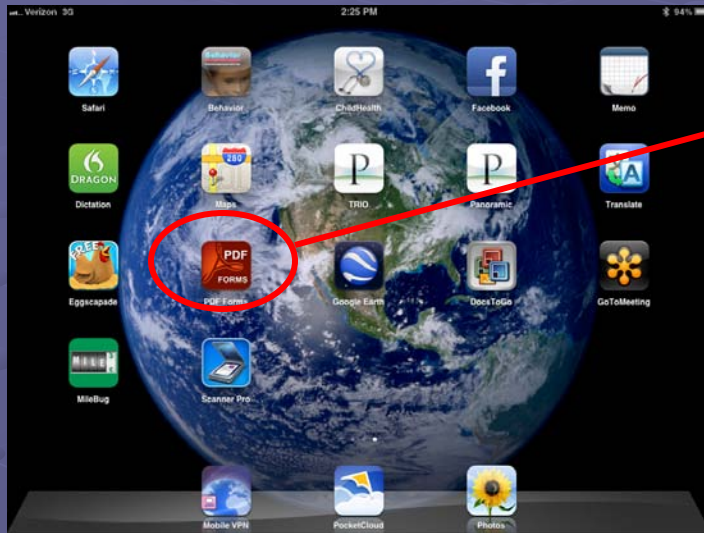 Verizon 3G 2:25 PM 94%
Behavior
Safari Behavior ChildHealth Facebook Memo
280
DRAGON P P A
Dictation Maps TRIO Panoramic Translate
FREE PDF
FORMS
Eggscapade PDF Forms Google Earth DocsToGo GoToMeeting
MILE
MileBug Scanner Pro
Mobile VPN PocketCloud Photos